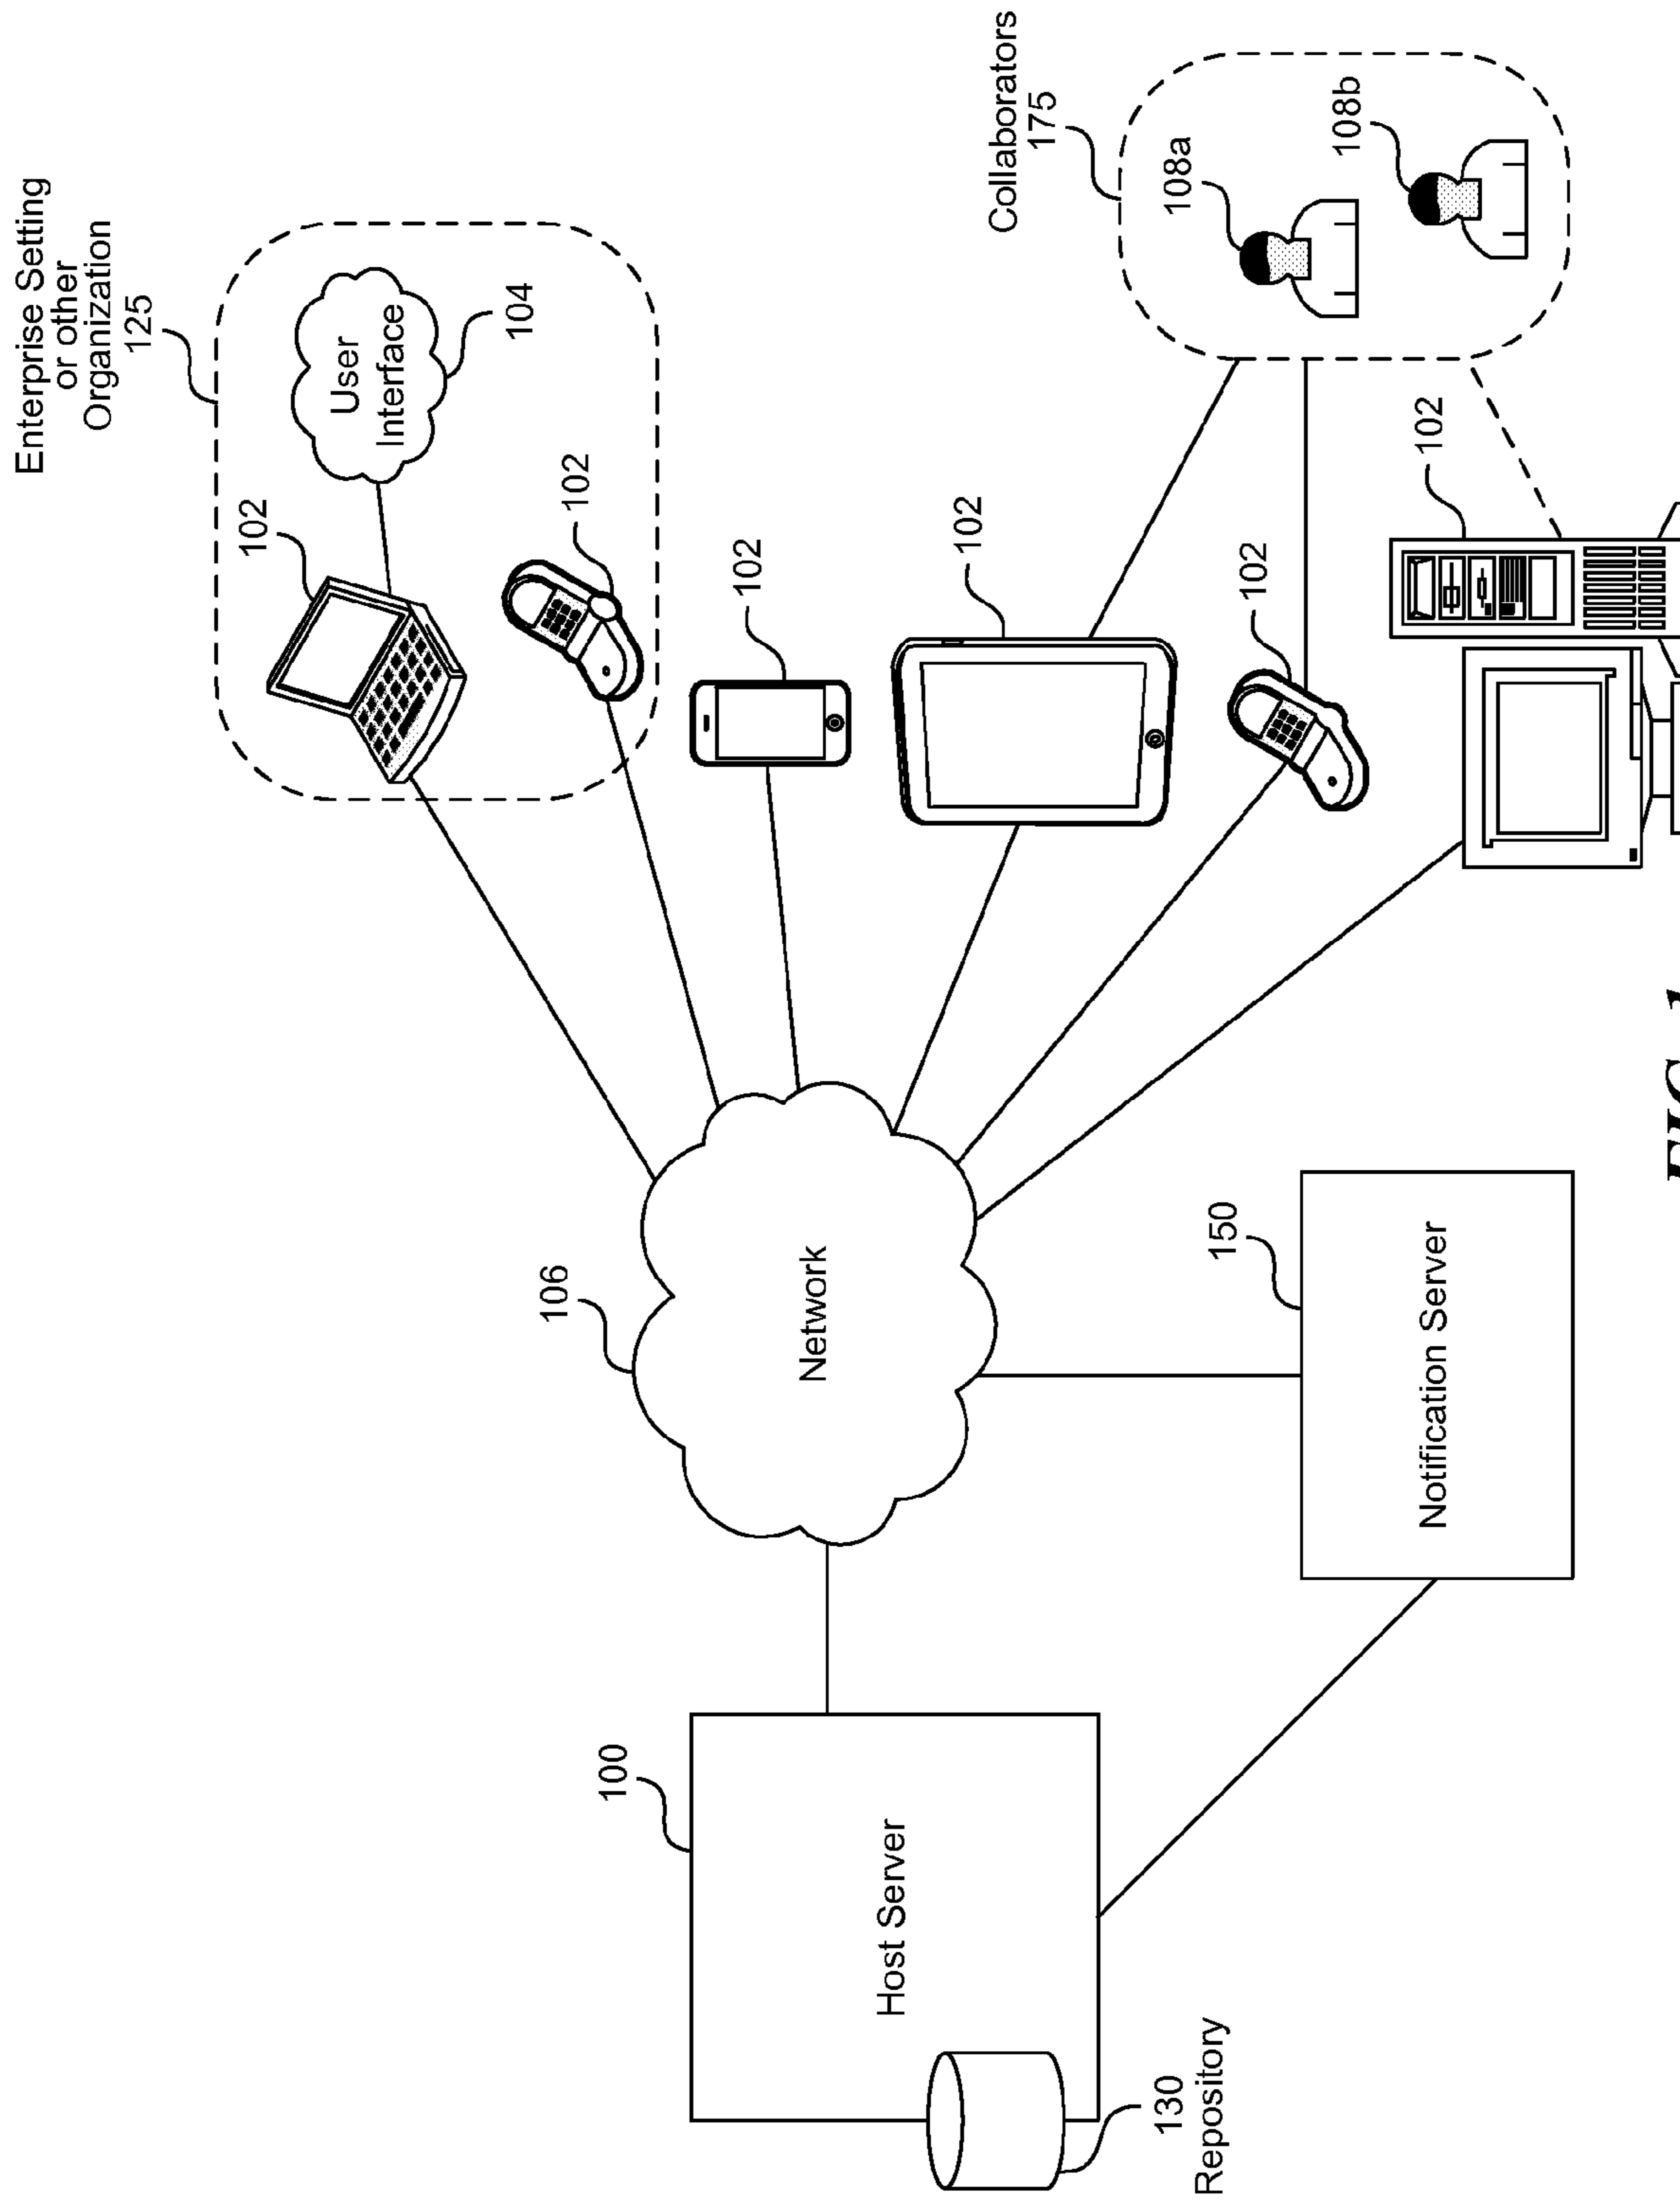 Enterprise Setting
or other
Organization
125
102
User
Interface
104
102
102
102
102
102
Collaborators
175
108a
108b
106
Network
150
Notification Server
100
Host Server
130
Repository